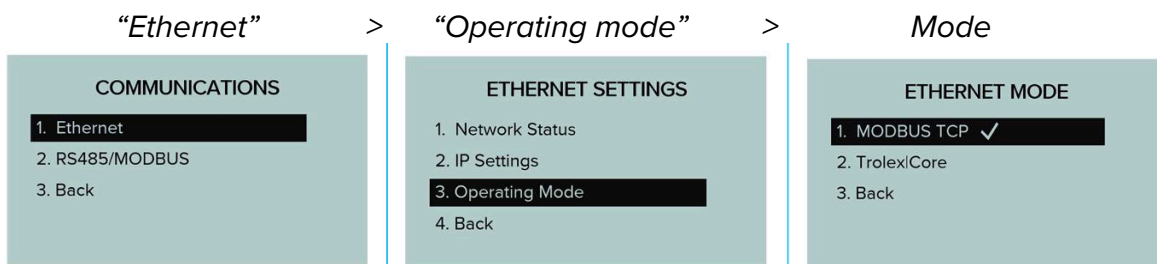 “Ethernet” > “Operating mode” > Mode
COMMUNICATIONS
1. Ethernet
2. RS485/MODBUS
3. Back
ETHERNET SETTINGS
1. Network Status
2. IP Settings
3. Operating Mode
4. Back
ETHERNET MODE
1. MODBUS TCP ✓
2. Trolex|Core
3. Back